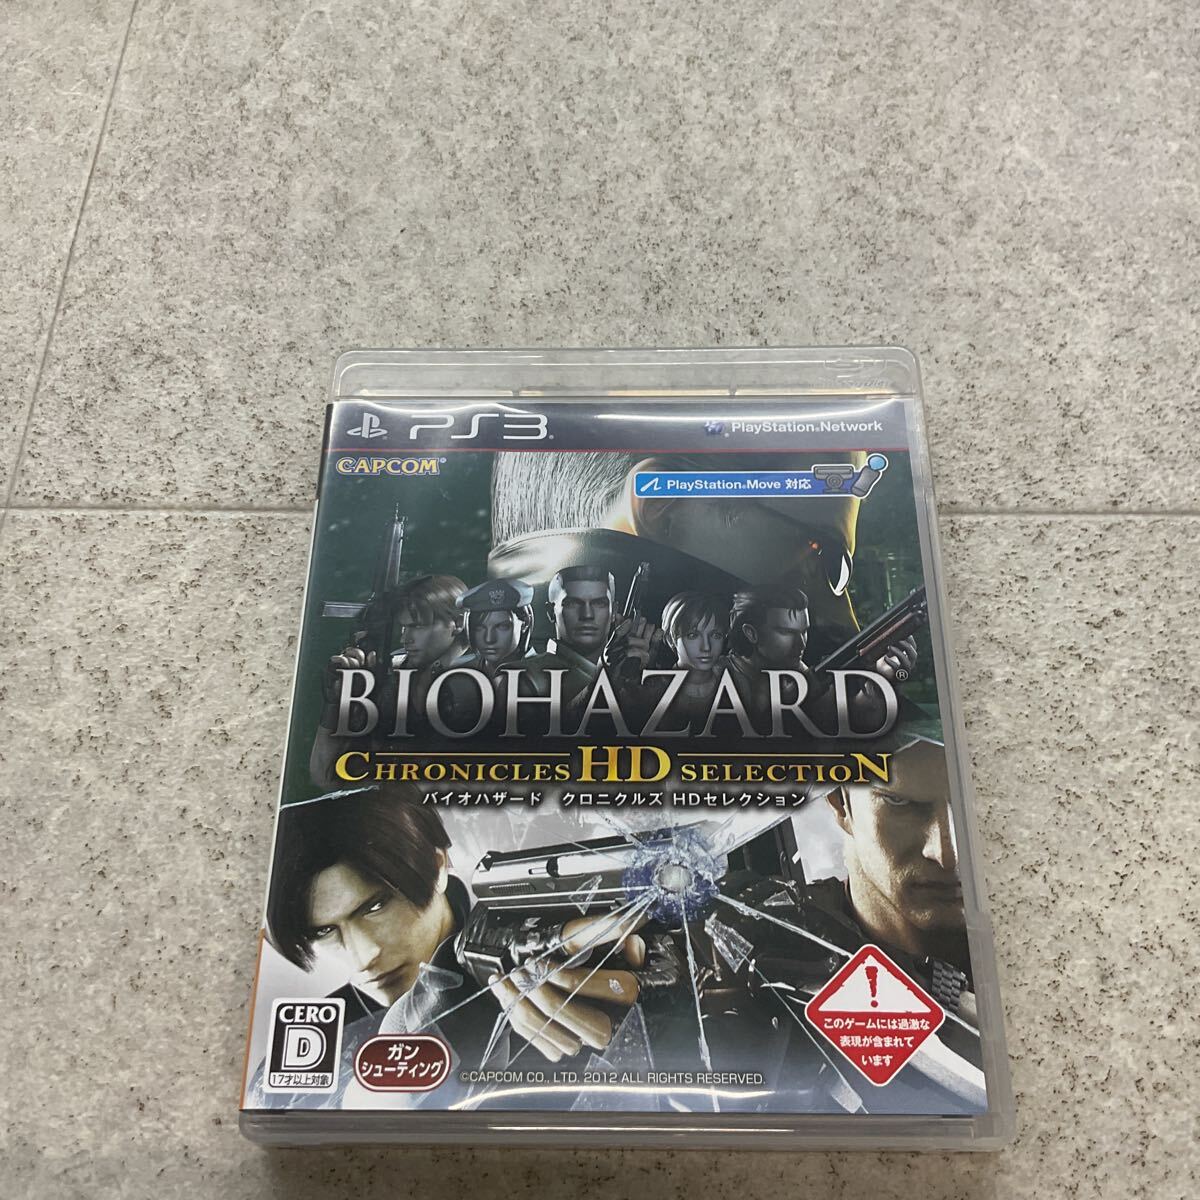 PS3
PlayStation®Network
CAPCOM®
PlayStation®Move 対応
BIOHAZARD®
CHRONICLES HD SELECTION
バイオハザード クロニクルズ HDセレクション
CERO
D
17才以上対象
ガン
シューティング
©CAPCOM CO., LTD. 2012 ALL RIGHTS RESERVED.
!
このゲームには過激な
表現が含まれて
います